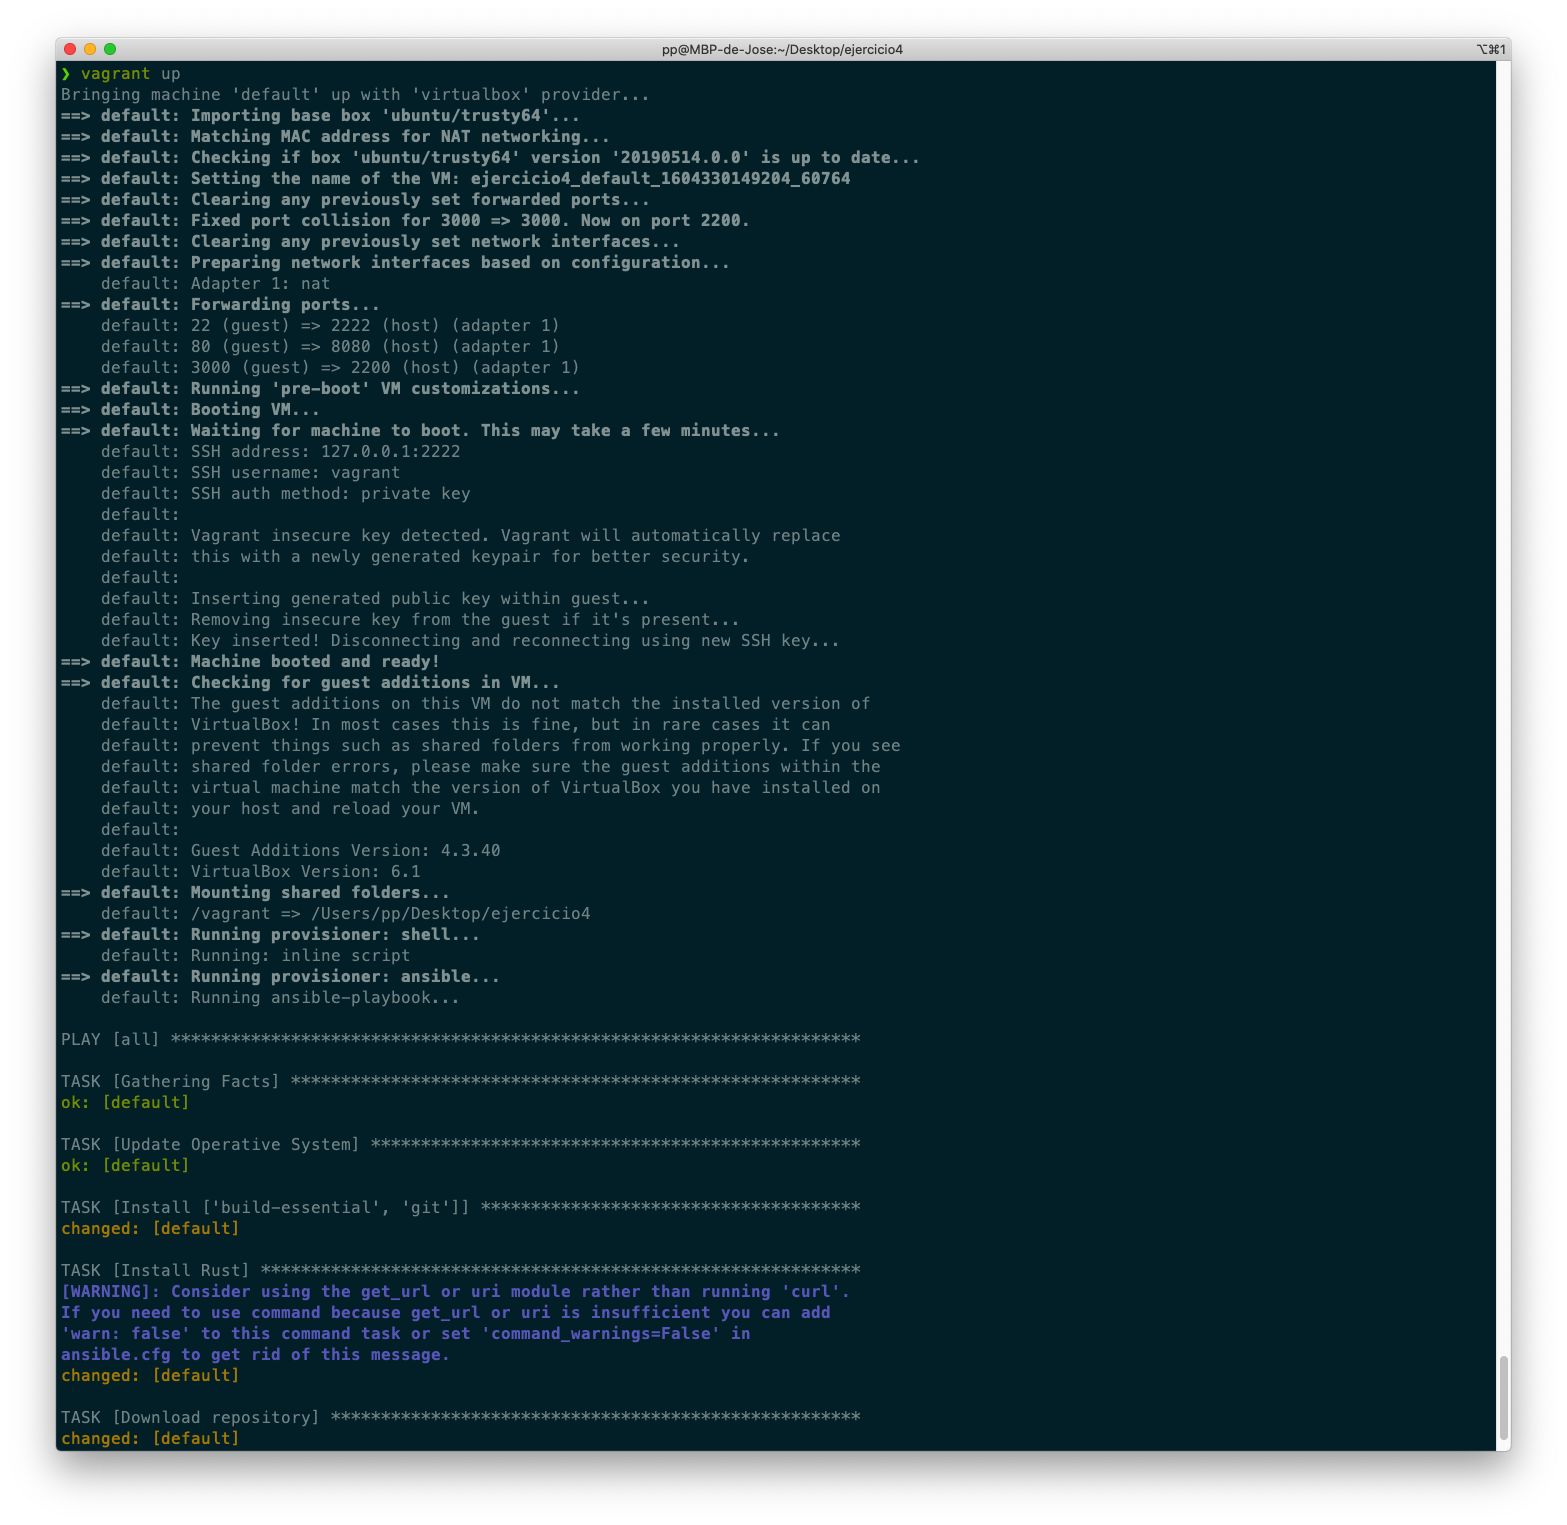 pp@MBP-de-Jose:~/Desktop/ejercicio4
⌥⌘1
❯ vagrant up
Bringing machine 'default' up with 'virtualbox' provider...
==> default: Importing base box 'ubuntu/trusty64'...
==> default: Matching MAC address for NAT networking...
==> default: Checking if box 'ubuntu/trusty64' version '20190514.0.0' is up to date...
==> default: Setting the name of the VM: ejercicio4_default_1604330149204_60764
==> default: Clearing any previously set forwarded ports...
==> default: Fixed port collision for 3000 => 3000. Now on port 2200.
==> default: Clearing any previously set network interfaces...
==> default: Preparing network interfaces based on configuration...
    default: Adapter 1: nat
==> default: Forwarding ports...
    default: 22 (guest) => 2222 (host) (adapter 1)
    default: 80 (guest) => 8080 (host) (adapter 1)
    default: 3000 (guest) => 2200 (host) (adapter 1)
==> default: Running 'pre-boot' VM customizations...
==> default: Booting VM...
==> default: Waiting for machine to boot. This may take a few minutes...
    default: SSH address: 127.0.0.1:2222
    default: SSH username: vagrant
    default: SSH auth method: private key
    default:
    default: Vagrant insecure key detected. Vagrant will automatically replace
    default: this with a newly generated keypair for better security.
    default:
    default: Inserting generated public key within guest...
    default: Removing insecure key from the guest if it's present...
    default: Key inserted! Disconnecting and reconnecting using new SSH key...
==> default: Machine booted and ready!
==> default: Checking for guest additions in VM...
    default: The guest additions on this VM do not match the installed version of
    default: VirtualBox! In most cases this is fine, but in rare cases it can
    default: prevent things such as shared folders from working properly. If you see
    default: shared folder errors, please make sure the guest additions within the
    default: virtual machine match the version of VirtualBox you have installed on
    default: your host and reload your VM.
    default:
    default: Guest Additions Version: 4.3.40
    default: VirtualBox Version: 6.1
==> default: Mounting shared folders...
    default: /vagrant => /Users/pp/Desktop/ejercicio4
==> default: Running provisioner: shell...
    default: Running: inline script
==> default: Running provisioner: ansible...
    default: Running ansible-playbook...
PLAY [all] *********************************************************************
TASK [Gathering Facts] *********************************************************
ok: [default]
TASK [Update Operative System] *************************************************
ok: [default]
TASK [Install ['build-essential', 'git']] **************************************
changed: [default]
TASK [Install Rust] ************************************************************
[WARNING]: Consider using the get_url or uri module rather than running 'curl'.
If you need to use command because get_url or uri is insufficient you can add
'warn: false' to this command task or set 'command_warnings=False' in
ansible.cfg to get rid of this message.
changed: [default]
TASK [Download repository] *****************************************************
changed: [default]